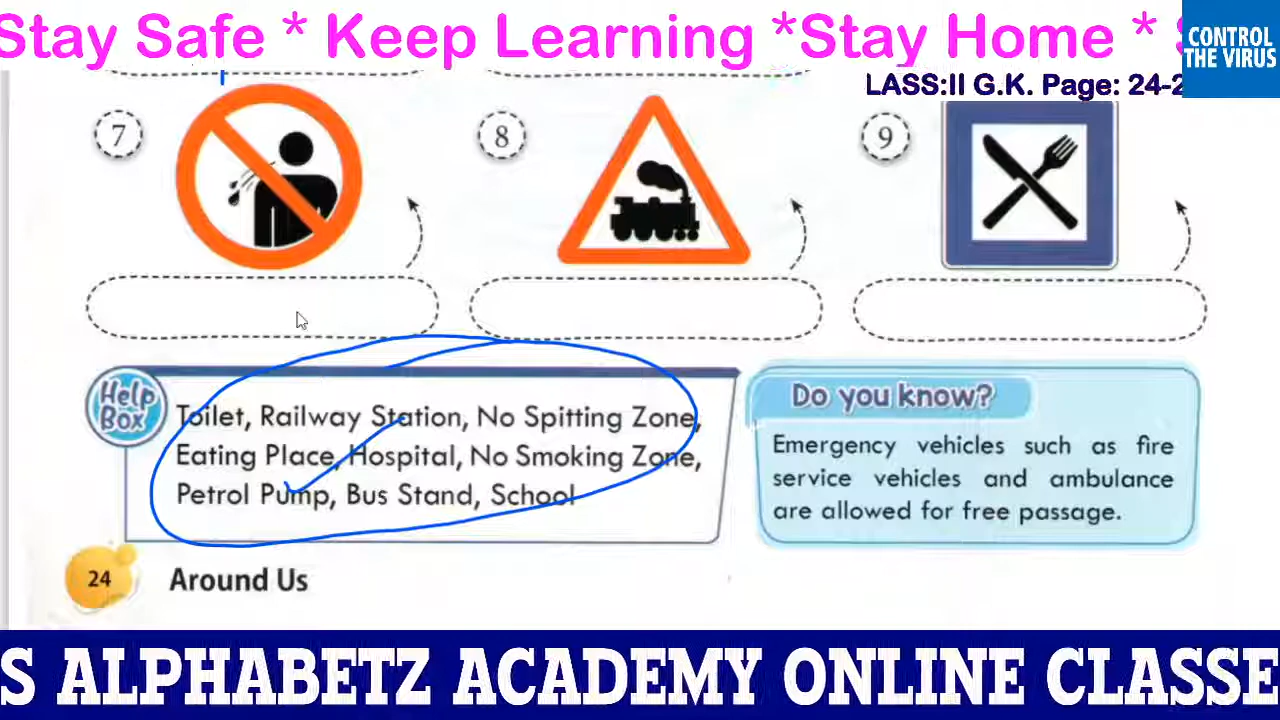 Stay Safe * Keep Learning *Stay Home * S
CONTROL
THE VIRUS
LASS:II G.K. Page: 24-2
7
8
9
Help
Box
Toilet, Railway Station, No Spitting Zone,
Eating Place, Hospital, No Smoking Zone,
Petrol Pump, Bus Stand, School
Do you know?
Emergency vehicles such as fire
service vehicles and ambulance
are allowed for free passage.
24 Around Us
S ALPHABETZ ACADEMY ONLINE CLASSE